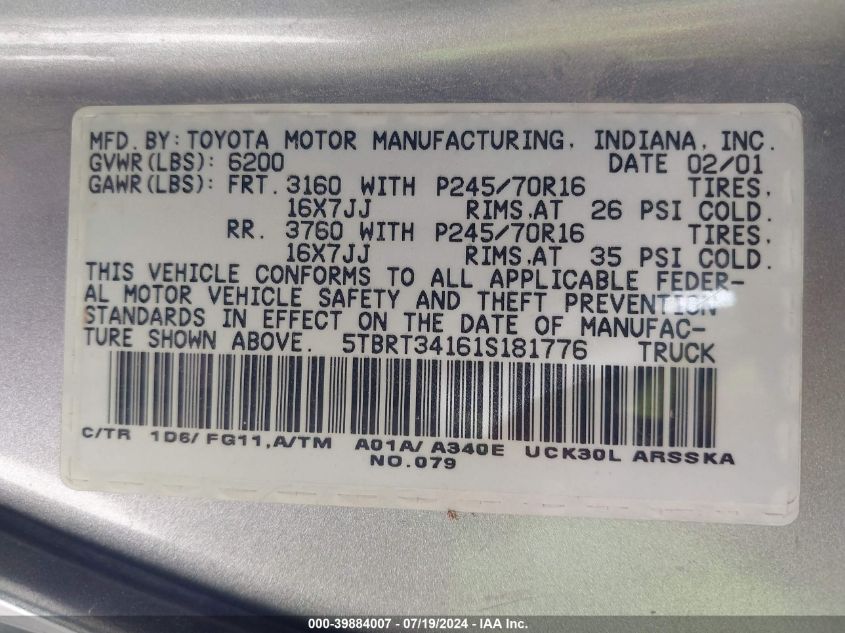 MFD. BY: TOYOTA MOTOR MANUFACTURING, INDIANA, INC.
GVWR(LBS): 6200 DATE 02/01
GAWR(LBS): FRT. 3160 WITH P245/70R16 TIRES,
16X7JJ RIMS,AT 26 PSI COLD.
RR. 3760 WITH P245/70R16 TIRES,
16X7JJ RIMS,AT 35 PSI COLD.
THIS VEHICLE CONFORMS TO ALL APPLICABLE FEDER-
AL MOTOR VEHICLE SAFETY AND THEFT PREVENTION
STANDARDS IN EFFECT ON THE DATE OF MANUFAC-
TURE SHOWN ABOVE. 5TBRT34161S181776 TRUCK
C/TR 1D6/ FG11,A/TM A01A/ A340E UCK30L ARSSKA
NO.079
000-39884007 - 07/19/2024 - IAA Inc.